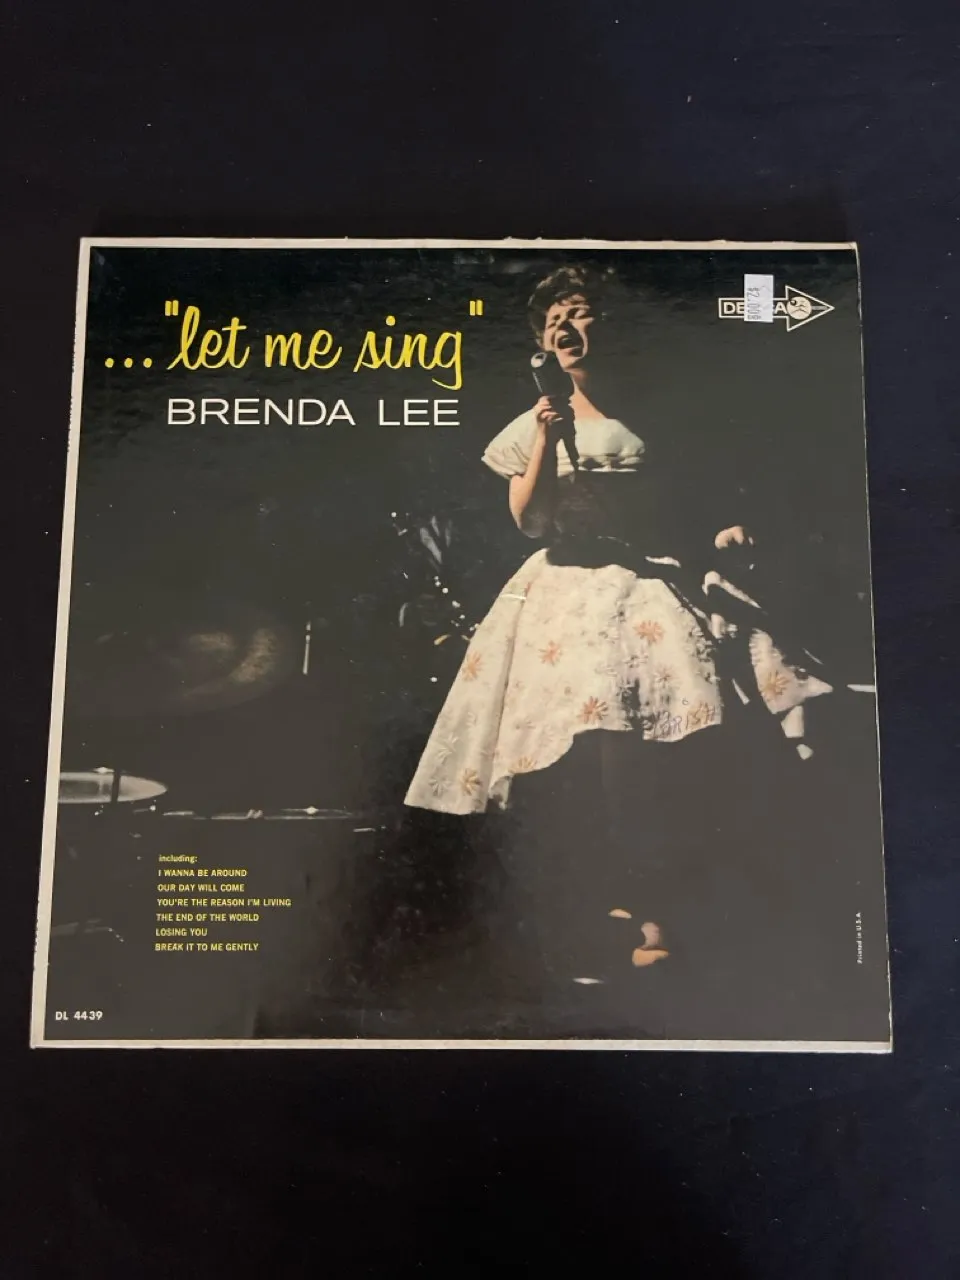 ..."let me sing"
BRENDA LEE
DECCA
including:
I WANNA BE AROUND
OUR DAY WILL COME
YOU'RE THE REASON I'M LIVING
THE END OF THE WORLD
LOSING YOU
BREAK IT TO ME GENTLY
DL 4439
Printed in U.S.A.